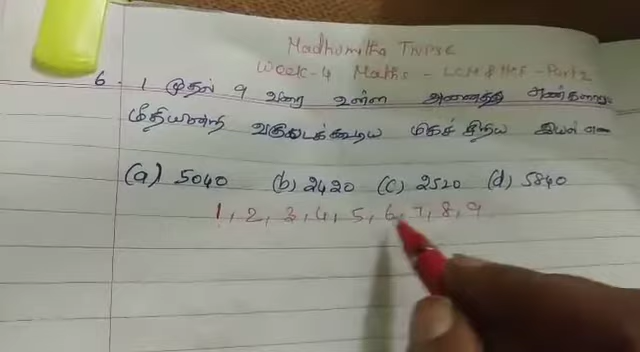 Madhumitha Tnpsc
Week-4 Maths - LCM & HCF - Part 2
6. 1 முதல் 9 வரை உள்ள அனைத்து எண்களாலும்
மீதியின்றி வகுபடக்கூடிய மிகச் சிறிய இயல் எண்
(a) 5040 (b) 2420 (c) 2520 (d) 5840
1, 2, 3, 4, 5, 6, 7, 8, 9